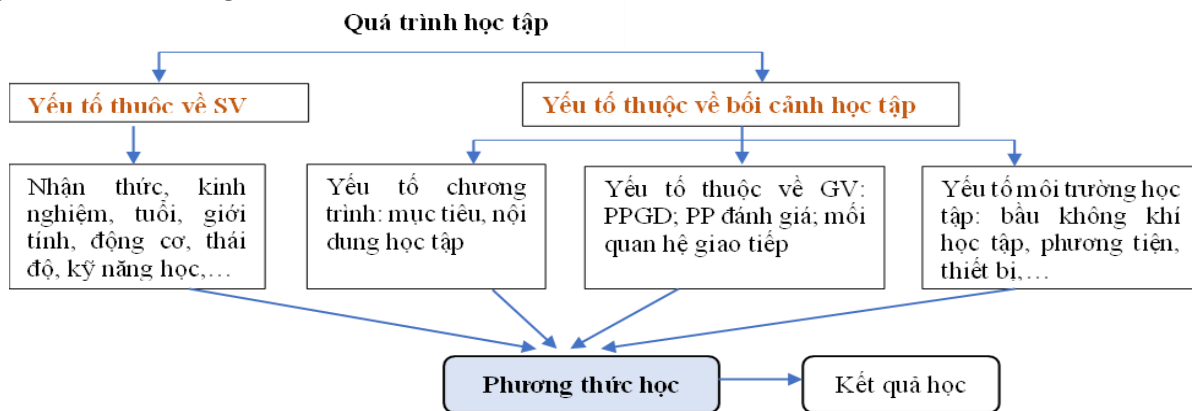 Quá trình học tập
Yếu tố thuộc về SV
Yếu tố thuộc về bối cảnh học tập
Nhận thức, kinh
nghiệm, tuổi, giới
tính, động cơ, thái
độ, kỹ năng học,…
Yếu tố chương
trình: mục tiêu, nội
dung học tập
Yếu tố thuộc về GV:
PPGD; PP đánh giá; mối
quan hệ giao tiếp
Yếu tố môi trường học
tập: bầu không khí
học tập, phương tiện,
thiết bị,…
Phương thức học
Kết quả học